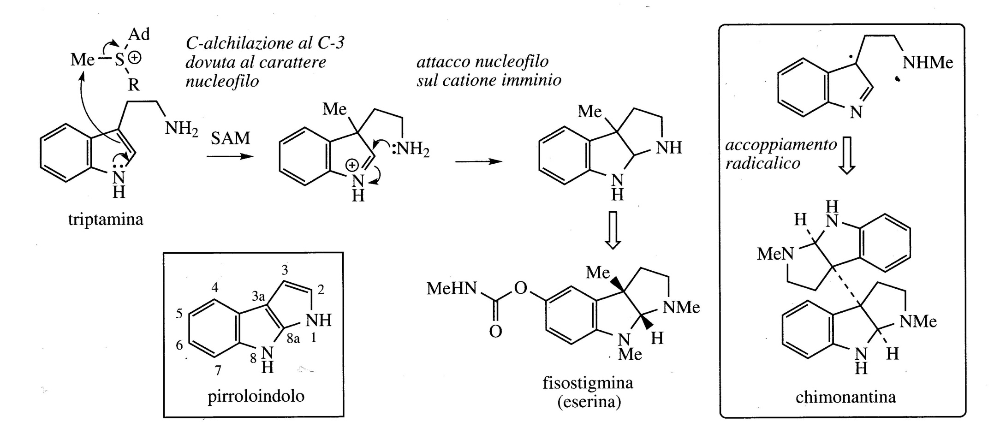 Ad
Me
S
⊕
R
NH2
N
H
triptamina
C-alchilazione al C-3
dovuta al carattere
nucleofilo
SAM
Me
:NH2
⊕
N
H
attacco nucleofilo
sul catione imminio
Me
NH
N
H
NHMe
N
accoppiamento
radicalico
H
H
N
MeN
NMe
N
H
H
chimonantina
3
4
3a
2
5
NH
6
8a
1
8
N
H
7
pirroloindolo
MeHN
O
O
Me
NMe
N
H
Me
fisostigmina
(eserina)